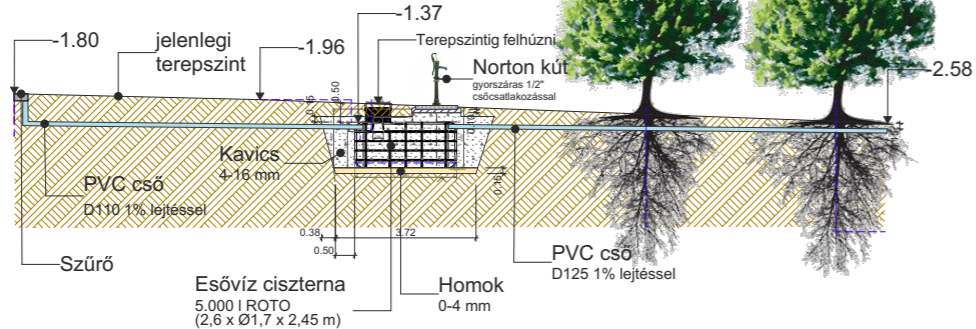 -1.80
jelenlegi
terepszint
-1.96
-1.37
Terepszintig felhúzni
Norton kút
gyorszáras 1/2"
csőcsatlakozással
-2.58
0.50
Kavics
4-16 mm
PVC cső
D110 1% lejtéssel
0.38
3.72
0.50
PVC cső
D125 1% lejtéssel
Szűrő
Esővíz ciszterna
5.000 l ROTO
(2,6 x Ø1,7 x 2,45 m)
Homok
0-4 mm